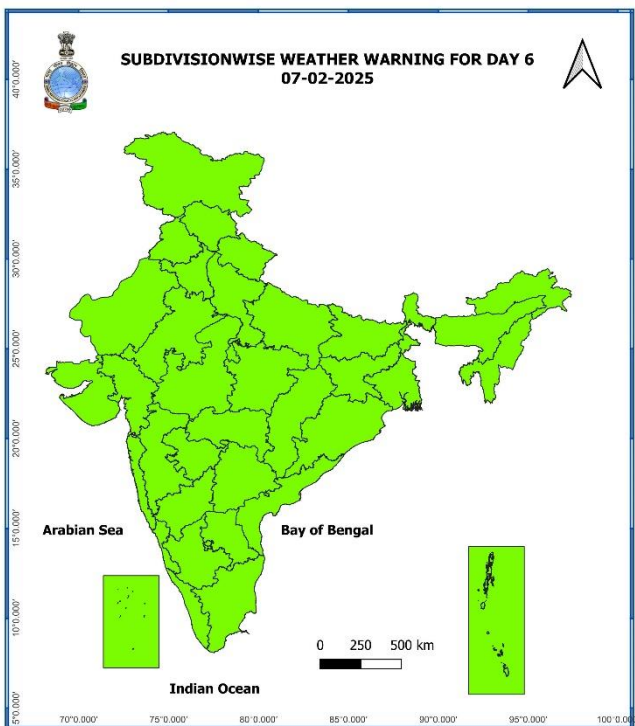 SUBDIVISIONWISE WEATHER WARNING FOR DAY 6
07-02-2025
40°0.000'
35°0.000'
30°0.000'
25°0.000'
20°0.000'
15°0.000'
10°0.000'
5°0.000'
Arabian Sea
Bay of Bengal
0 250 500 km
Indian Ocean
70°0.000' 75°0.000' 80°0.000' 85°0.000' 90°0.000' 95°0.000' 100°0.0